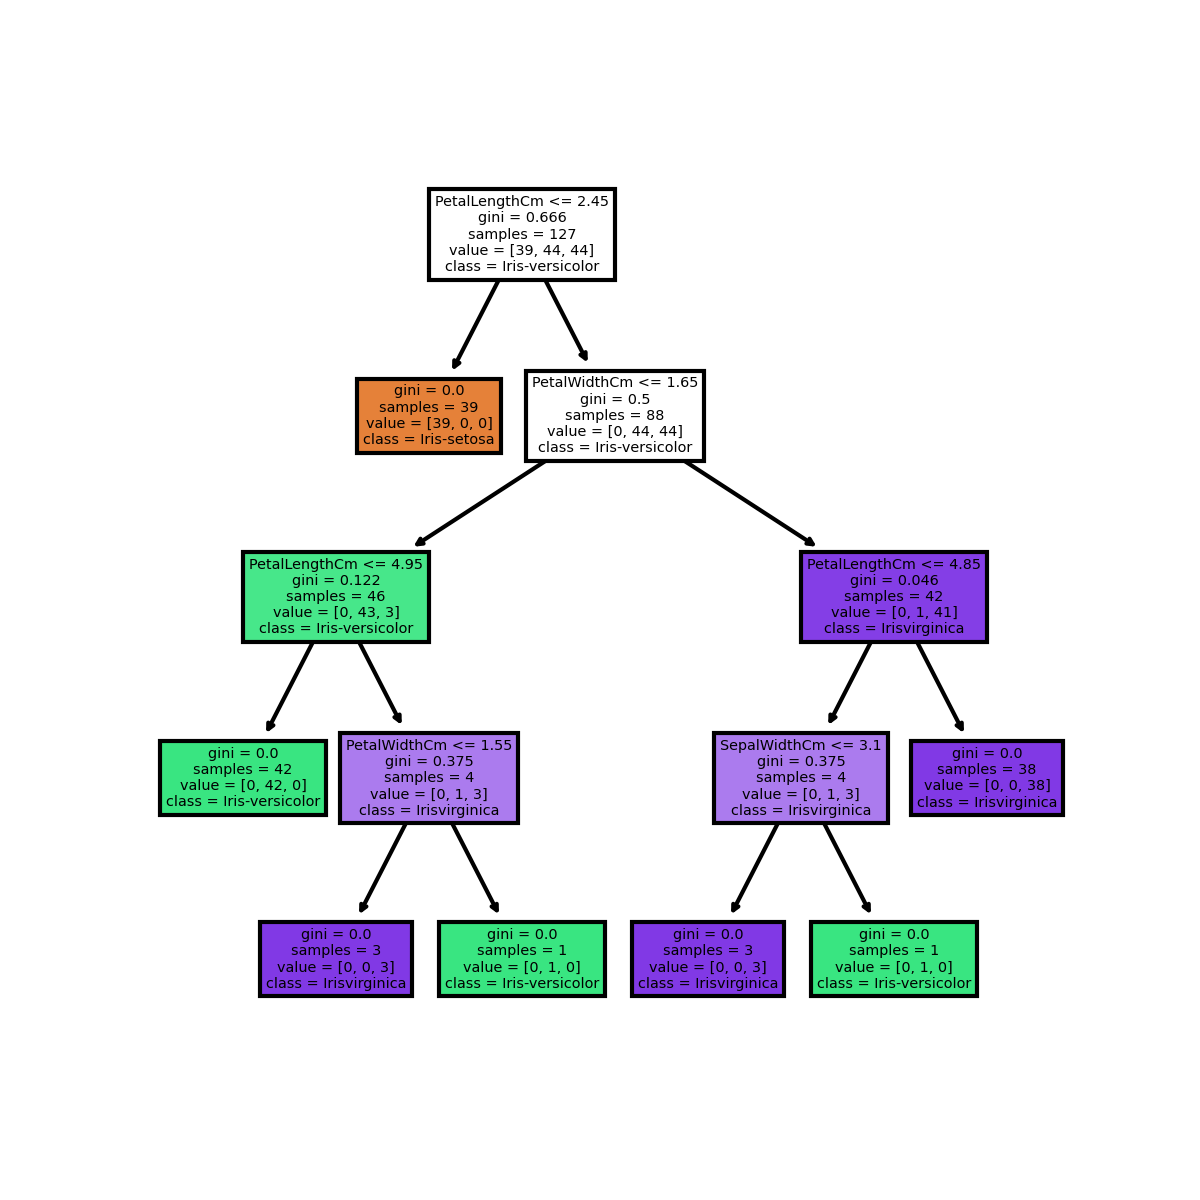 PetalLengthCm <= 2.45
gini = 0.666
samples = 127
value = [39, 44, 44]
class = Iris-versicolor
gini = 0.0
samples = 39
value = [39, 0, 0]
class = Iris-setosa
PetalWidthCm <= 1.65
gini = 0.5
samples = 88
value = [0, 44, 44]
class = Iris-versicolor
PetalLengthCm <= 4.95
gini = 0.122
samples = 46
value = [0, 43, 3]
class = Iris-versicolor
PetalLengthCm <= 4.85
gini = 0.046
samples = 42
value = [0, 1, 41]
class = Irisvirginica
gini = 0.0
samples = 42
value = [0, 42, 0]
class = Iris-versicolor
PetalWidthCm <= 1.55
gini = 0.375
samples = 4
value = [0, 1, 3]
class = Irisvirginica
SepalWidthCm <= 3.1
gini = 0.375
samples = 4
value = [0, 1, 3]
class = Irisvirginica
gini = 0.0
samples = 38
value = [0, 0, 38]
class = Irisvirginica
gini = 0.0
samples = 3
value = [0, 0, 3]
class = Irisvirginica
gini = 0.0
samples = 1
value = [0, 1, 0]
class = Iris-versicolor
gini = 0.0
samples = 3
value = [0, 0, 3]
class = Irisvirginica
gini = 0.0
samples = 1
value = [0, 1, 0]
class = Iris-versicolor